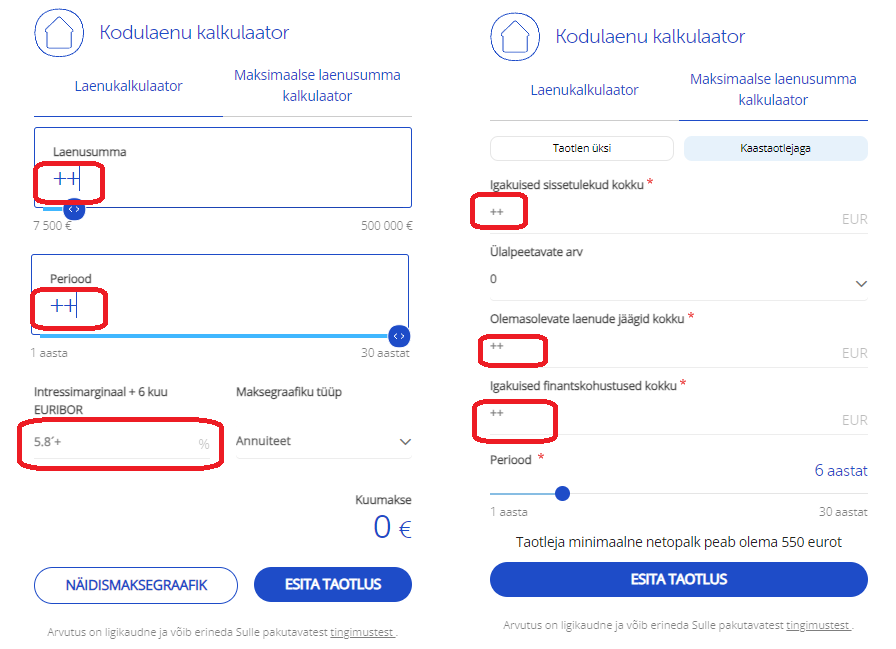 Kodulaenu kalkulaator
Laenukalkulaator
Maksimaalse laenusumma
kalkulaator
Laenusumma
++
7 500 €
500 000 €
Periood
++
1 aasta
30 aastat
Intressimarginaal + 6 kuu
EURIBOR
Maksegraafiku tüüp
5.8´+
%
Annuiteet
Kuumakse
0 €
NÄIDISMAKSEGRAAFIK
ESITA TAOTLUS
Arvutus on ligikaudne ja võib erineda Sulle pakutavatest tingimustest .
Kodulaenu kalkulaator
Laenukalkulaator
Maksimaalse laenusumma
kalkulaator
Taotlen üksi
Kaastaotlejaga
Igakuised sissetulekud kokku *
++
EUR
Ülalpeetavate arv
0
Olemasolevate laenude jäägid kokku *
++
EUR
Igakuised finantskohustused kokku *
++
EUR
Periood *
6 aastat
1 aasta
30 aastat
Taotleja minimaalne netopalk peab olema 550 eurot
ESITA TAOTLUS
Arvutus on ligikaudne ja võib erineda Sulle pakutavatest tingimustest .